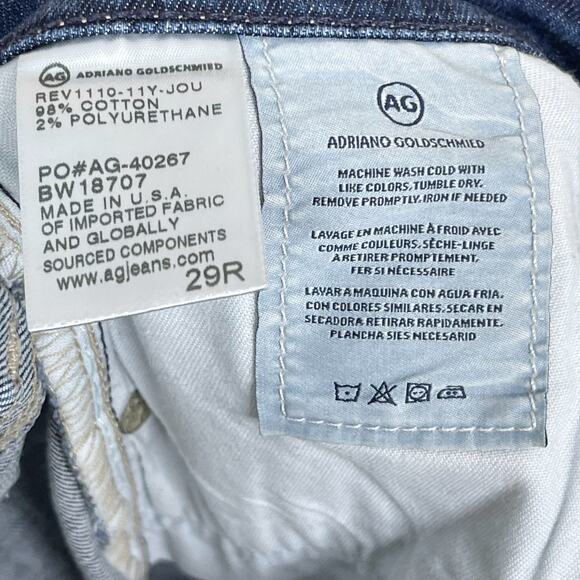 AG ADRIANO GOLDSCHMIED
REV1110-11Y-JOU
98% COTTON
2% POLYURETHANE
PO#AG-40267
BW18707
MADE IN U.S.A.
OF IMPORTED FABRIC
AND GLOBALLY
SOURCED COMPONENTS
www.agjeans.com
29R
AG
ADRIANO GOLDSCHMIED
MACHINE WASH COLD WITH
LIKE COLORS. TUMBLE DRY.
REMOVE PROMPTLY. IRON IF NEEDED
LAVAGE EN MACHINE À FROID AVEC
COMME COULEURS. SÈCHE-LINGE
A RETIRER PROMPTEMENT.
FER SI NÉCESSAIRE
LAVAR A MAQUINA CON AGUA FRIA.
CON COLORES SIMILARES. SECAR EN
SECADORA RETIRAR RAPIDAMENTE.
PLANCHA SIES NECESARID